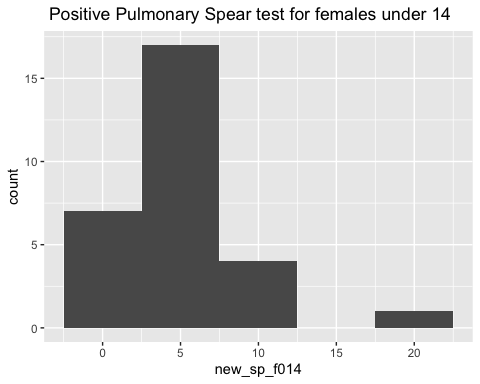 Positive Pulmonary Spear test for females under 14
15
10
5
0
count
0 5 10 15 20
new_sp_f014